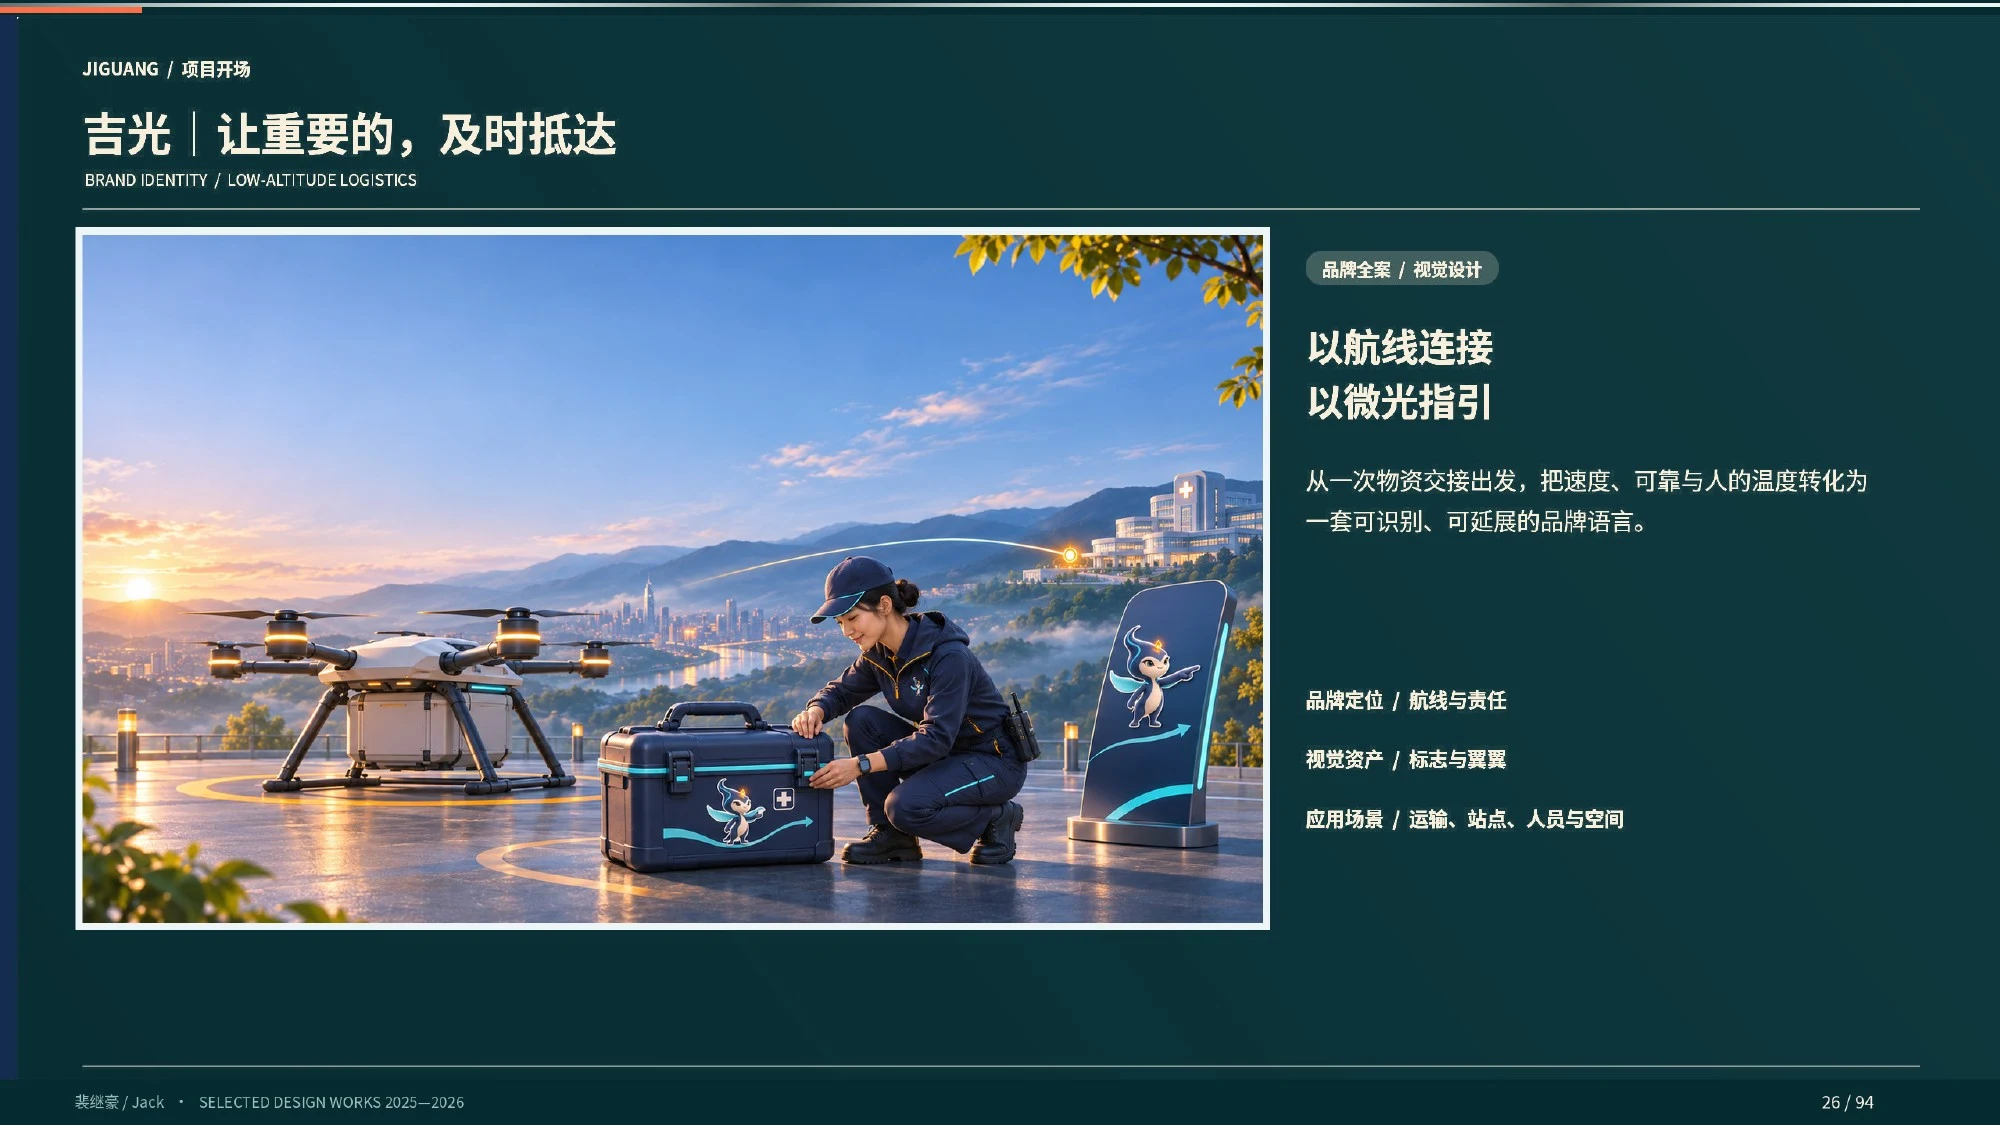 JIGUANG / 项目开场
吉光｜让重要的，及时抵达
BRAND IDENTITY / LOW-ALTITUDE LOGISTICS
品牌全案 / 视觉设计
以航线连接
以微光指引
从一次物资交接出发，把速度、可靠与人的温度转化为
一套可识别、可延展的品牌语言。
品牌定位 / 航线与责任
视觉资产 / 标志与翼翼
应用场景 / 运输、站点、人员与空间
裴继豪 / Jack • SELECTED DESIGN WORKS 2025—2026
26 / 94